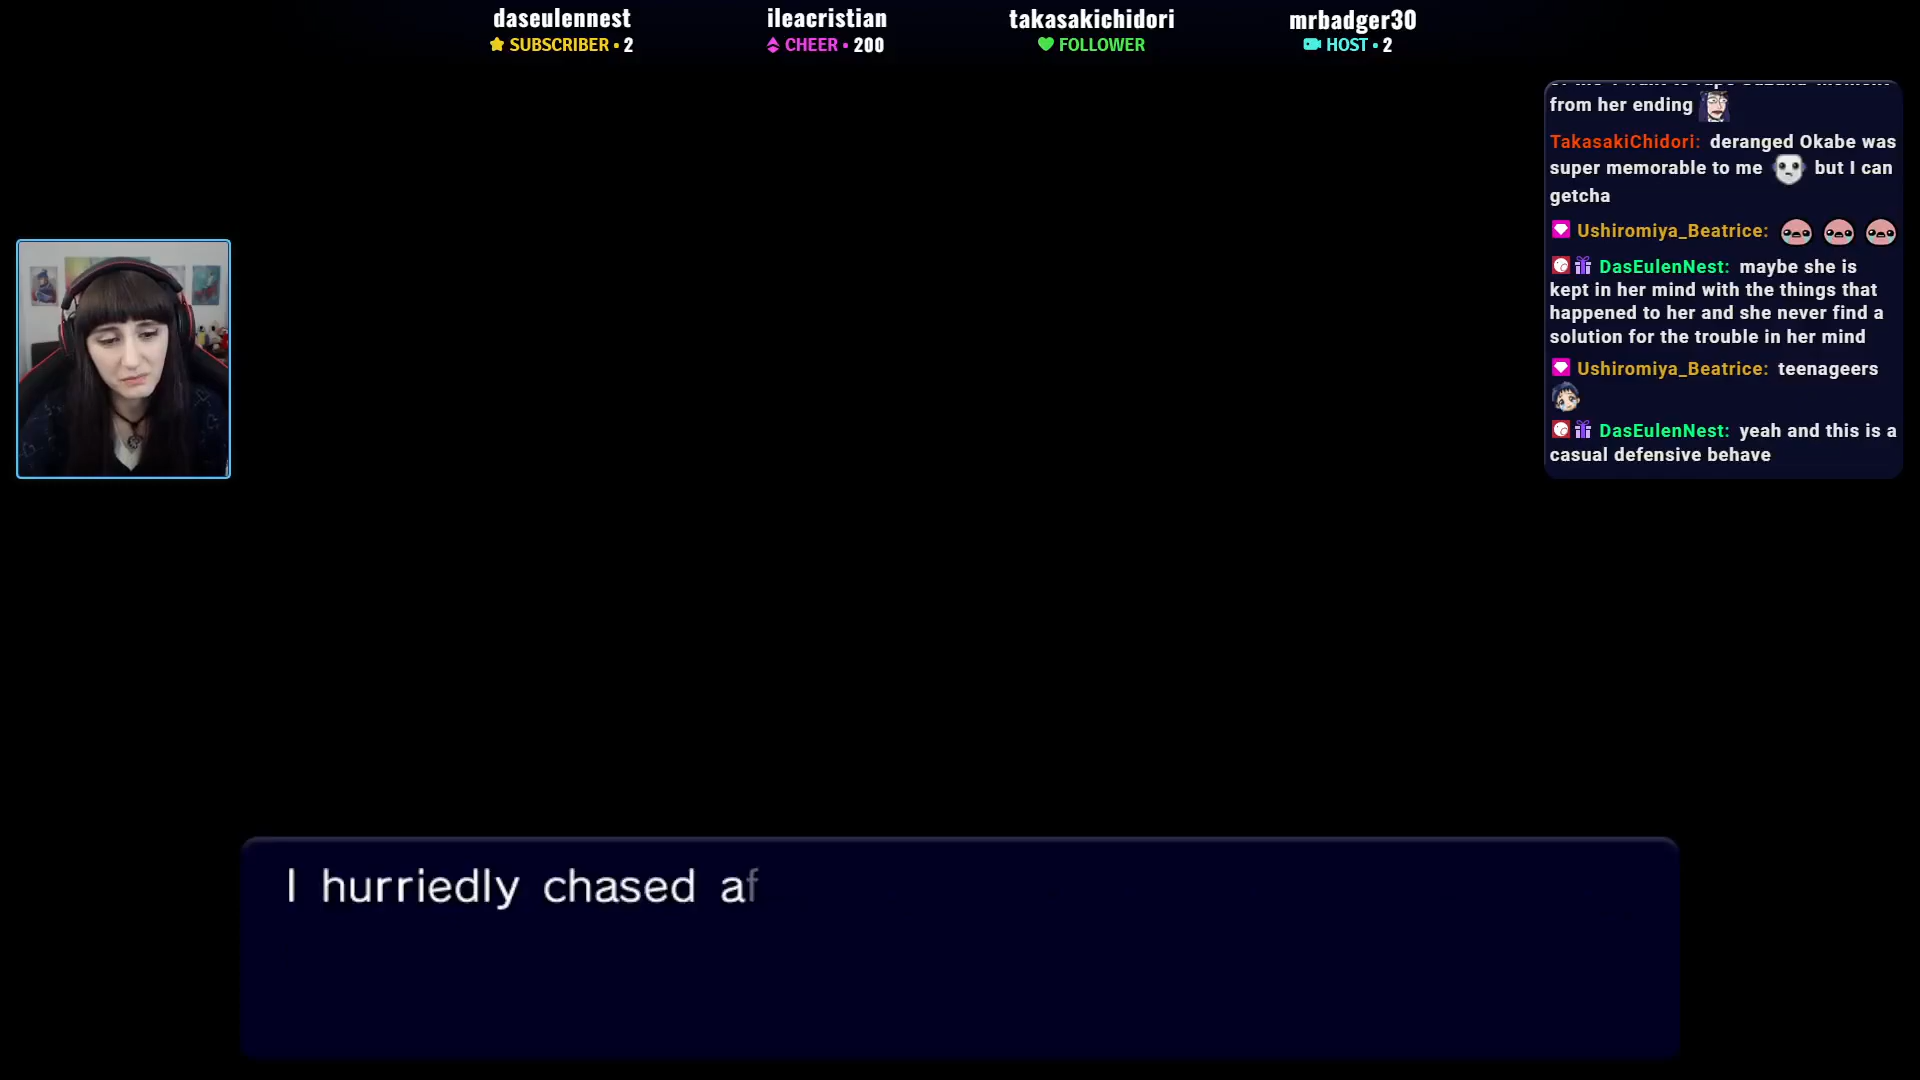 daseulennest
SUBSCRIBER • 2
ileacristian
CHEER • 200
takasakichidori
FOLLOWER
mrbadger30
HOST • 2
from her ending
TakasakiChidori: deranged Okabe was
super memorable to me but I can
getcha
Ushiromiya_Beatrice:
DasEulenNest: maybe she is
kept in her mind with the things that
happened to her and she never find a
solution for the trouble in her mind
Ushiromiya_Beatrice: teenageers
DasEulenNest: yeah and this is a
casual defensive behave
I hurriedly chased af